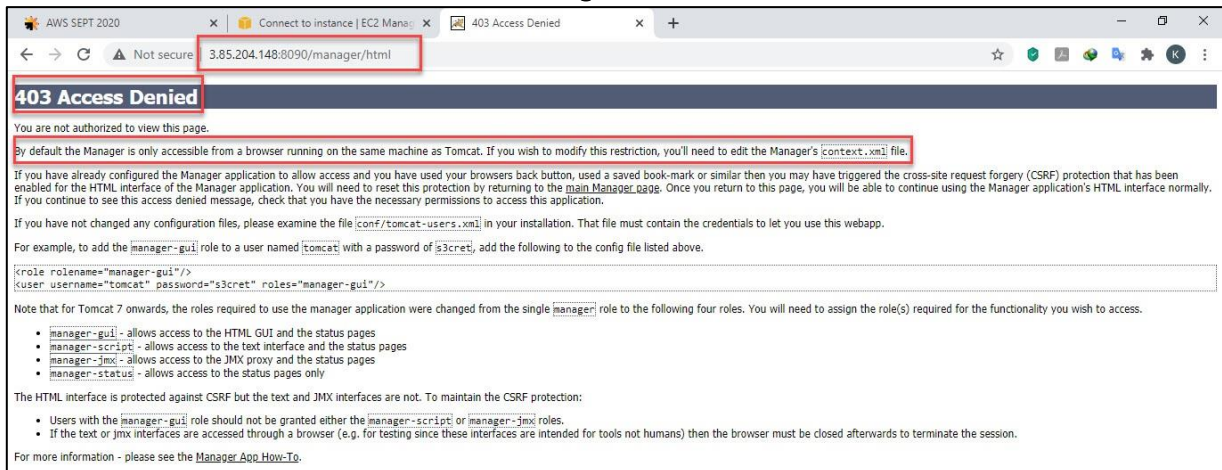 AWS SEPT 2020
Connect to instance | EC2 Manag
403 Access Denied
Not secure | 3.85.204.148:8090/manager/html
K
403 Access Denied
You are not authorized to view this page.
By default the Manager is only accessible from a browser running on the same machine as Tomcat. If you wish to modify this restriction, you'll need to edit the Manager's context.xml file.
If you have already configured the Manager application to allow access and you have used your browsers back button, used a saved book-mark or similar then you may have triggered the cross-site request forgery (CSRF) protection that has been
enabled for the HTML interface of the Manager application. You will need to reset this protection by returning to the main Manager page. Once you return to this page, you will be able to continue using the Manager application's HTML interface normally.
If you continue to see this access denied message, check that you have the necessary permissions to access this application.
If you have not changed any configuration files, please examine the file conf/tomcat-users.xml in your installation. That file must contain the credentials to let you use this webapp.
For example, to add the manager-gui role to a user named tomcat with a password of s3cret, add the following to the config file listed above.
<role rolename="manager-gui"/>
<user username="tomcat" password="s3cret" roles="manager-gui"/>
Note that for Tomcat 7 onwards, the roles required to use the manager application were changed from the single manager role to the following four roles. You will need to assign the role(s) required for the functionality you wish to access.
• manager-gui - allows access to the HTML GUI and the status pages
• manager-script - allows access to the text interface and the status pages
• manager-jmx - allows access to the JMX proxy and the status pages
• manager-status - allows access to the status pages only
The HTML interface is protected against CSRF but the text and JMX interfaces are not. To maintain the CSRF protection:
• Users with the manager-gui role should not be granted either the manager-script or manager-jmx roles.
• If the text or jmx interfaces are accessed through a browser (e.g. for testing since these interfaces are intended for tools not humans) then the browser must be closed afterwards to terminate the session.
For more information - please see the Manager App How-To.